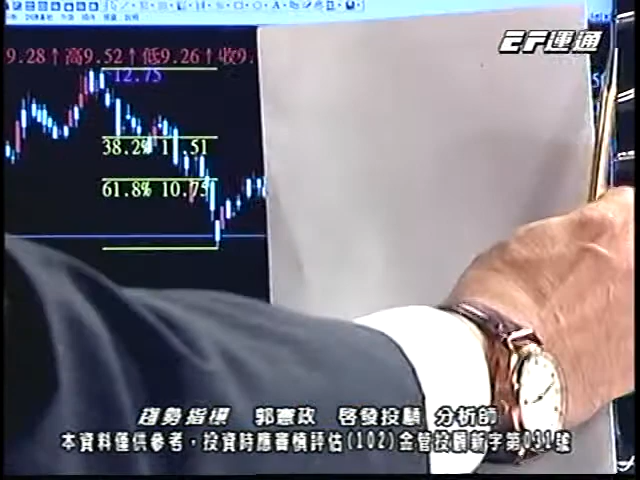 EF運通
9.28↑高9.52↑低9.26↑收9.
12.75
38.2% 11.51
61.8% 10.75
趨勢指標 郭憲政 啓發投顧 分析師
本資料僅供參考，投資時應審慎評估(102)金管投顧新字第031號